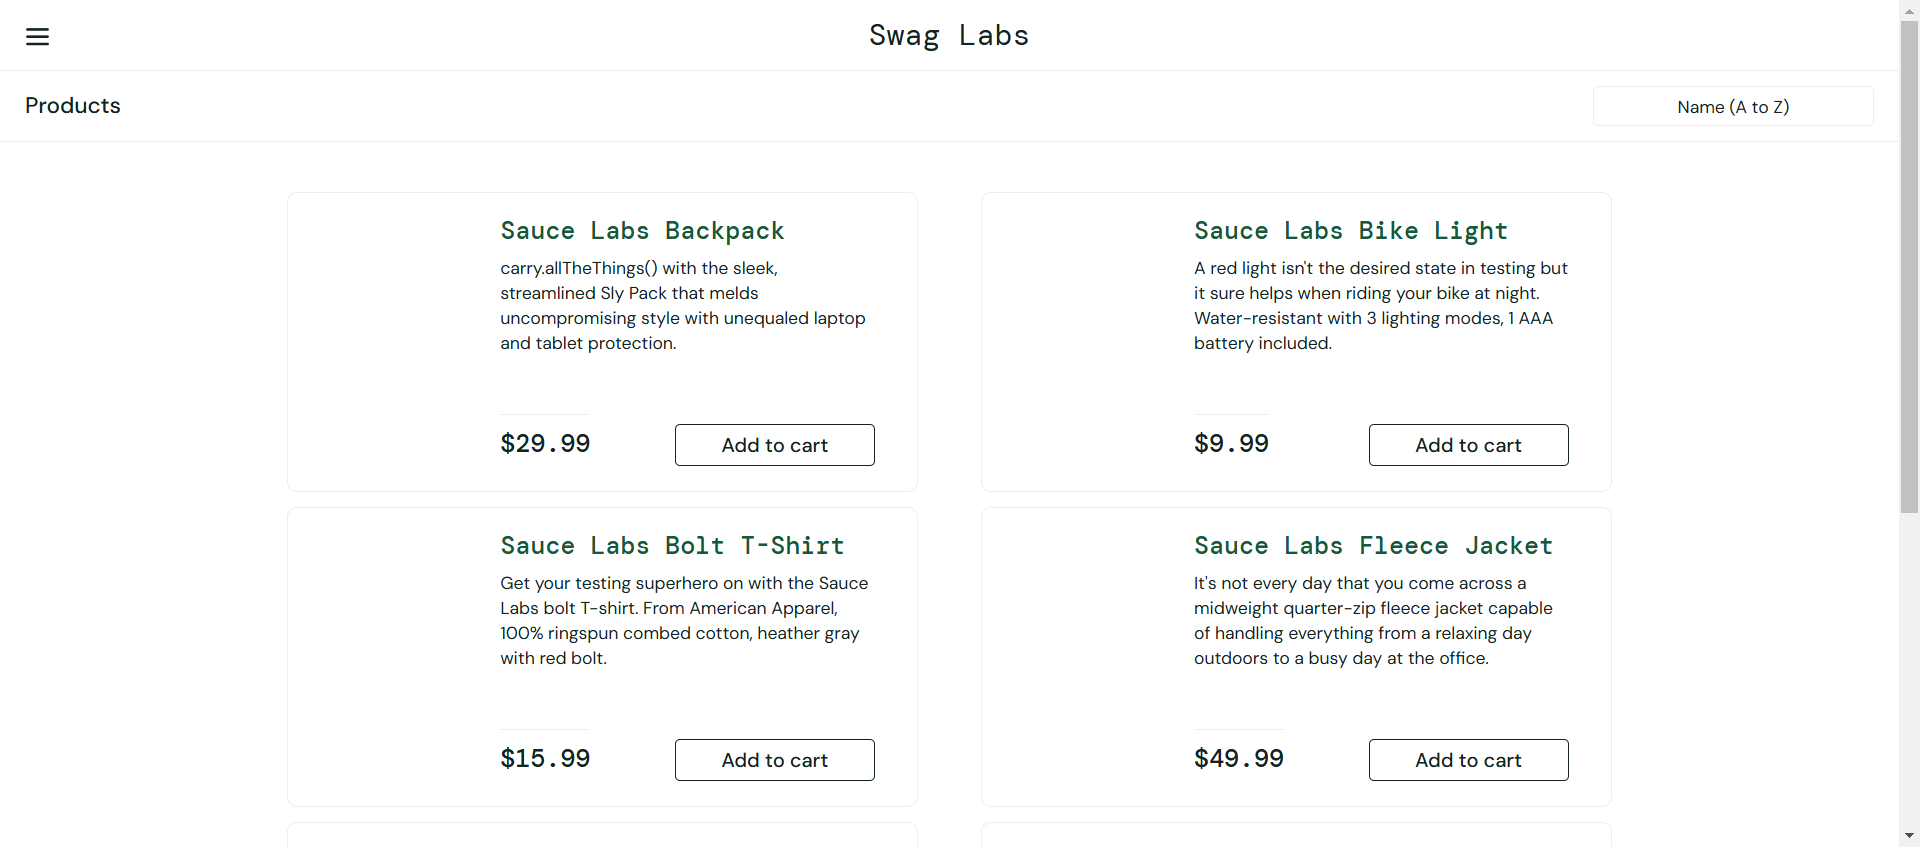 Swag Labs
Products
Name (A to Z)
Sauce Labs Backpack
carry.allTheThings() with the sleek,
streamlined Sly Pack that melds
uncompromising style with unequaled laptop
and tablet protection.
$29.99
Add to cart
Sauce Labs Bike Light
A red light isn't the desired state in testing but
it sure helps when riding your bike at night.
Water-resistant with 3 lighting modes, 1 AAA
battery included.
$9.99
Add to cart
Sauce Labs Bolt T-Shirt
Get your testing superhero on with the Sauce
Labs bolt T-shirt. From American Apparel,
100% ringspun combed cotton, heather gray
with red bolt.
$15.99
Add to cart
Sauce Labs Fleece Jacket
It's not every day that you come across a
midweight quarter-zip fleece jacket capable
of handling everything from a relaxing day
outdoors to a busy day at the office.
$49.99
Add to cart